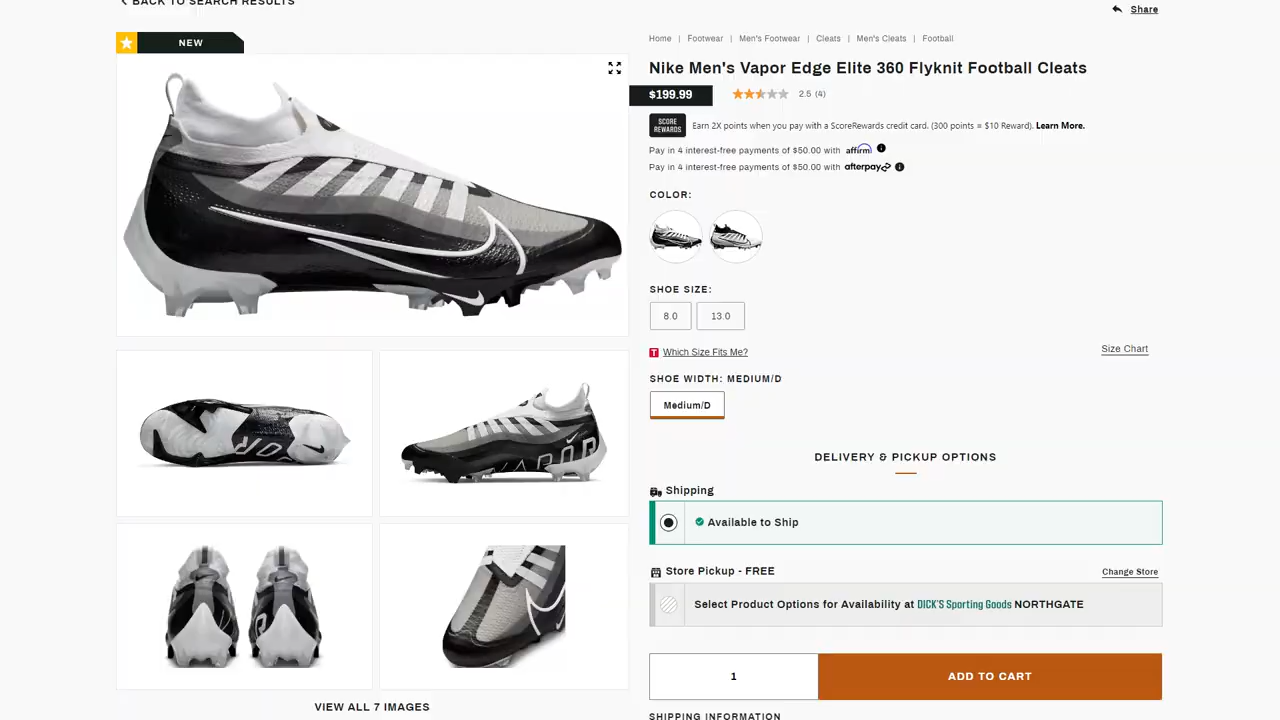 BACK TO SEARCH RESULTS
Share
NEW
Home | Footwear | Men's Footwear | Cleats | Men's Cleats | Football
Nike Men's Vapor Edge Elite 360 Flyknit Football Cleats
$199.99
2.5 (4)
SCORE REWARDS
Earn 2X points when you pay with a ScoreRewards credit card. (300 points = $10 Reward). Learn More.
Pay in 4 interest-free payments of $50.00 with affirm
Pay in 4 interest-free payments of $50.00 with afterpay
COLOR:
SHOE SIZE:
8.0 13.0
Which Size Fits Me?
Size Chart
SHOE WIDTH: MEDIUM/D
Medium/D
DELIVERY & PICKUP OPTIONS
Shipping
Available to Ship
Store Pickup - FREE
Change Store
Select Product Options for Availability at DICK'S Sporting Goods NORTHGATE
1
ADD TO CART
SHIPPING INFORMATION
VIEW ALL 7 IMAGES